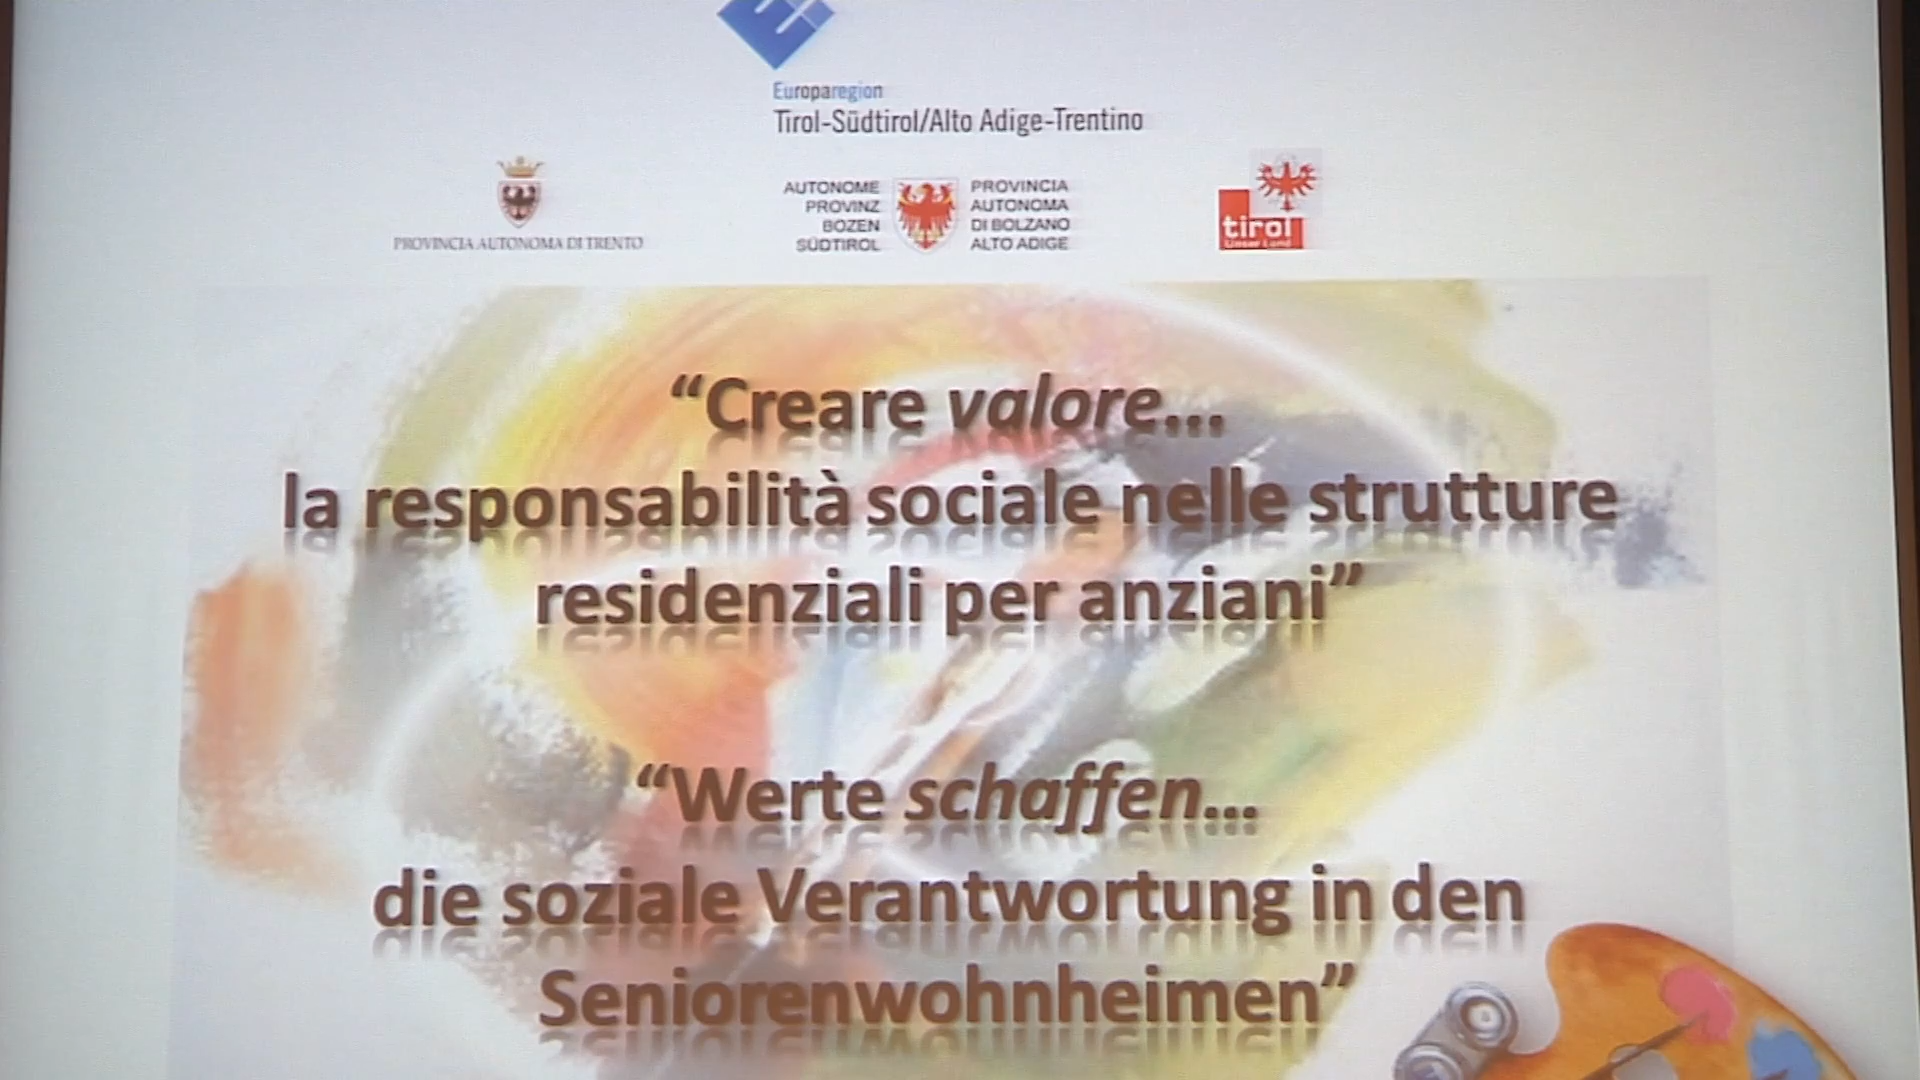 Europaregion
Tirol-Südtirol/Alto Adige-Trentino
PROVINCIA AUTONOMA DI TRENTO
AUTONOME
PROVINZ
BOZEN
SÜDTIROL
PROVINCIA
AUTONOMA
DI BOLZANO
ALTO ADIGE
tirol
Unser Land
“Creare valore...
la responsabilità sociale nelle strutture
residenziali per anziani”
“Werte schaffen...
die soziale Verantwortung in den
Seniorenwohnheimen”